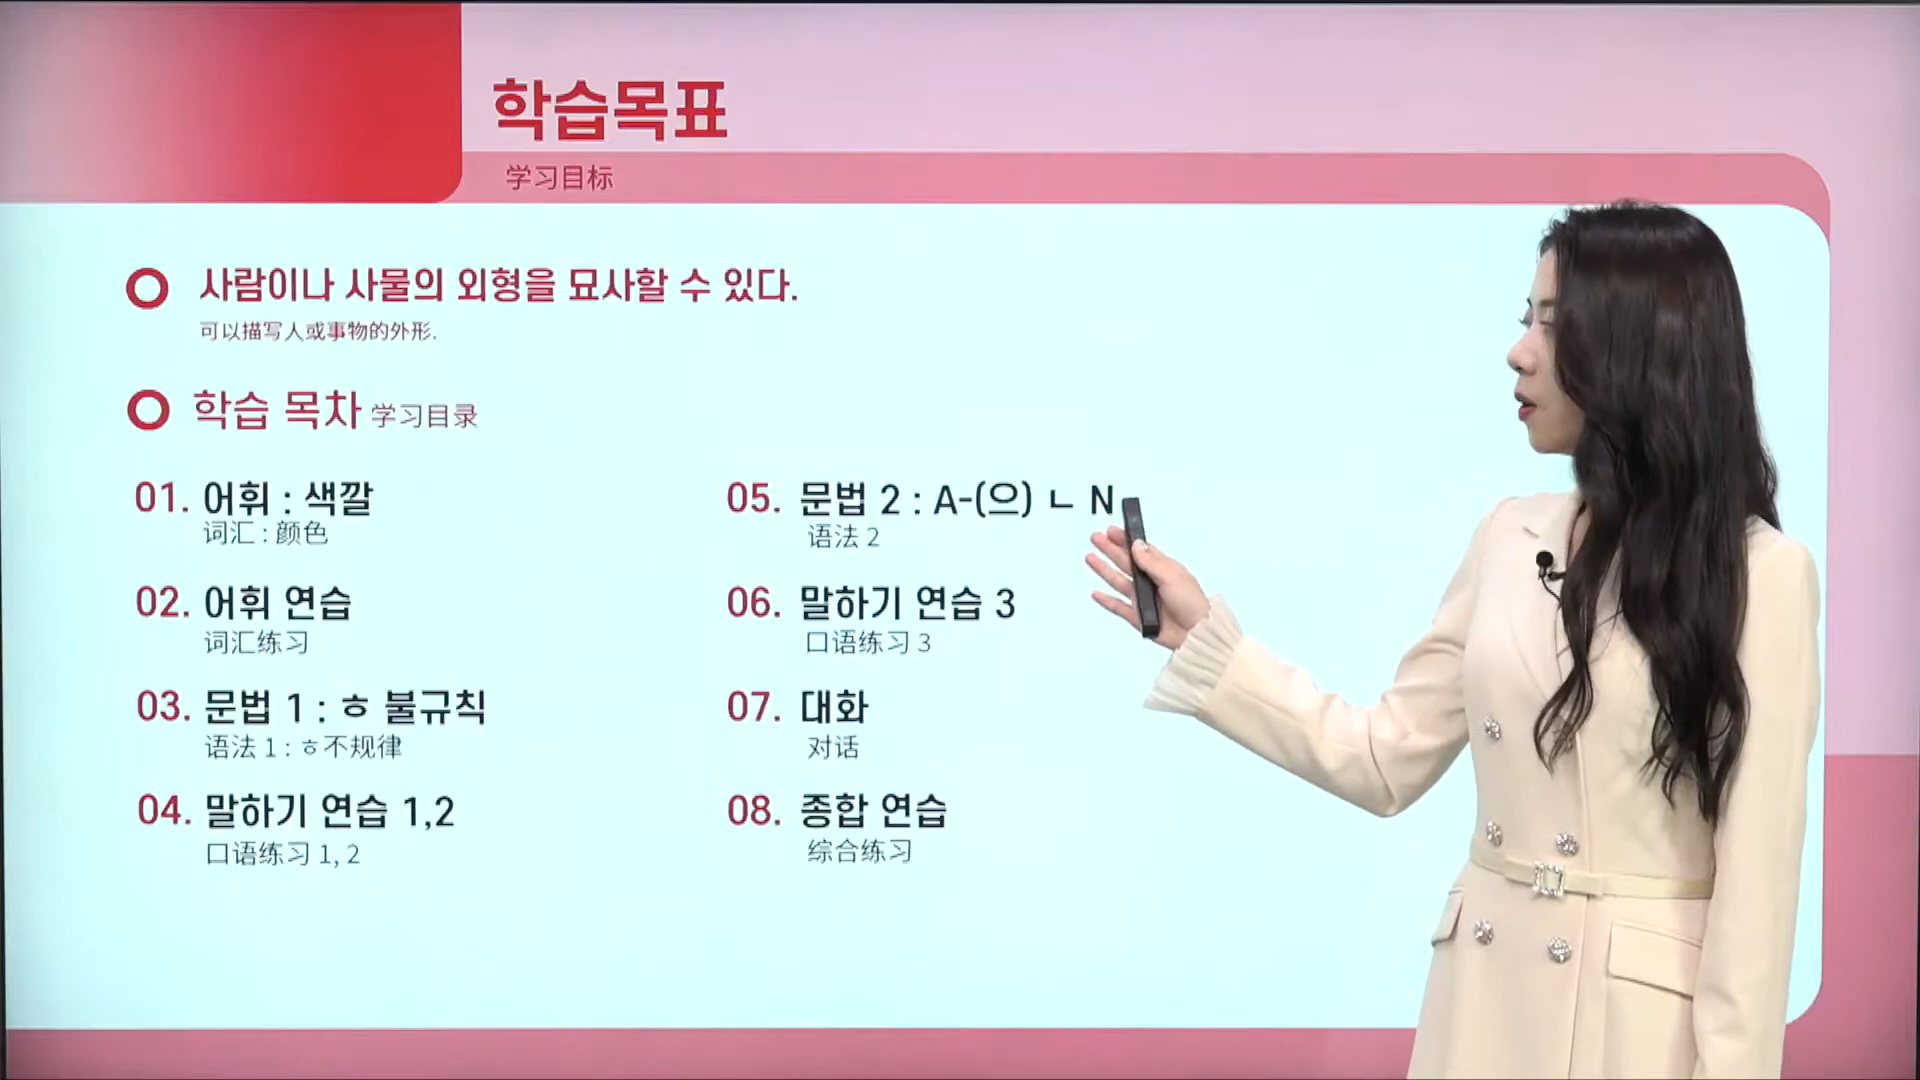 학습목표
学习目标
사람이나 사물의 외형을 묘사할 수 있다.
可以描写人或事物的外形.
학습 목차 学习目录
01. 어휘 : 색깔
词汇 : 颜色
02. 어휘 연습
词汇练习
03. 문법 1 : ㅎ 불규칙
语法 1 : ㅎ不规律
04. 말하기 연습 1,2
口语练习 1, 2
05. 문법 2 : A-(으) ㄴ N
语法 2
06. 말하기 연습 3
口语练习 3
07. 대화
对话
08. 종합 연습
综合练习